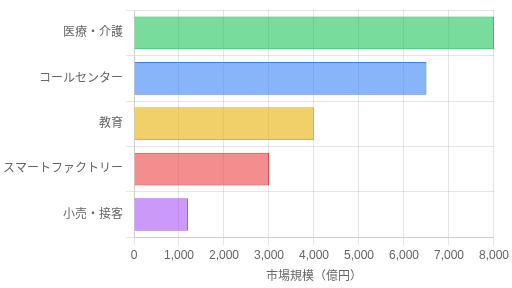 医療・介護
コールセンター
教育
スマートファクトリー
小売・接客
0 1,000 2,000 3,000 4,000 5,000 6,000 7,000 8,000
市場規模（億円）